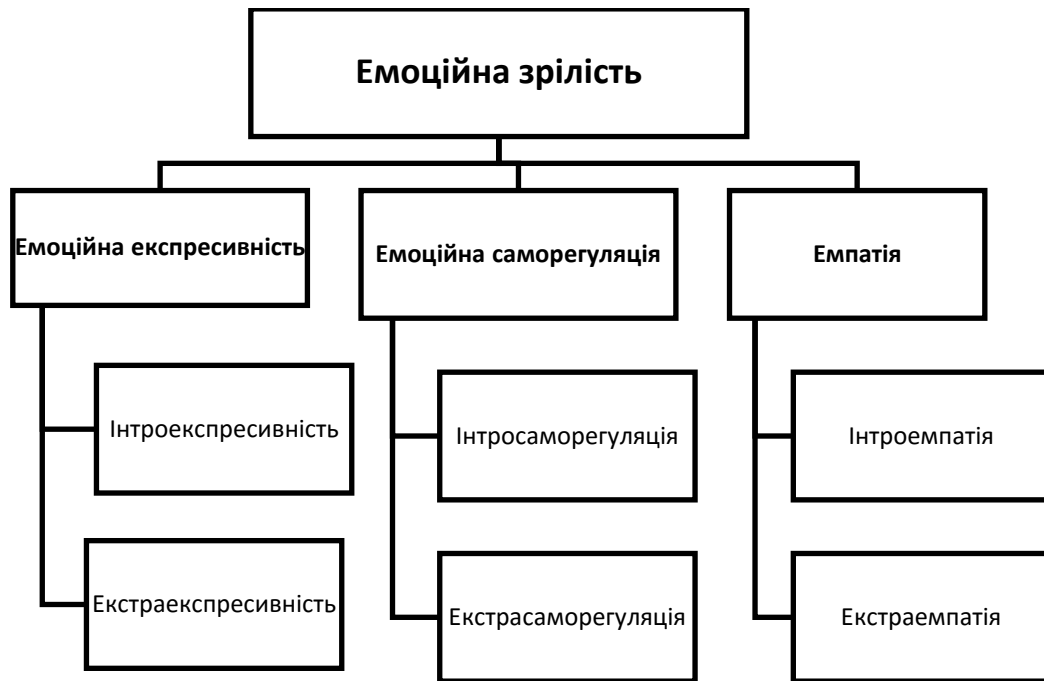 Емоційна зрілість
Емоційна експресивність
Емоційна саморегуляція
Емпатія
Інтроекспресивність
Інтросаморегуляція
Інтроемпатія
Екстраекспресивність
Екстрасаморегуляція
Екстраемпатія